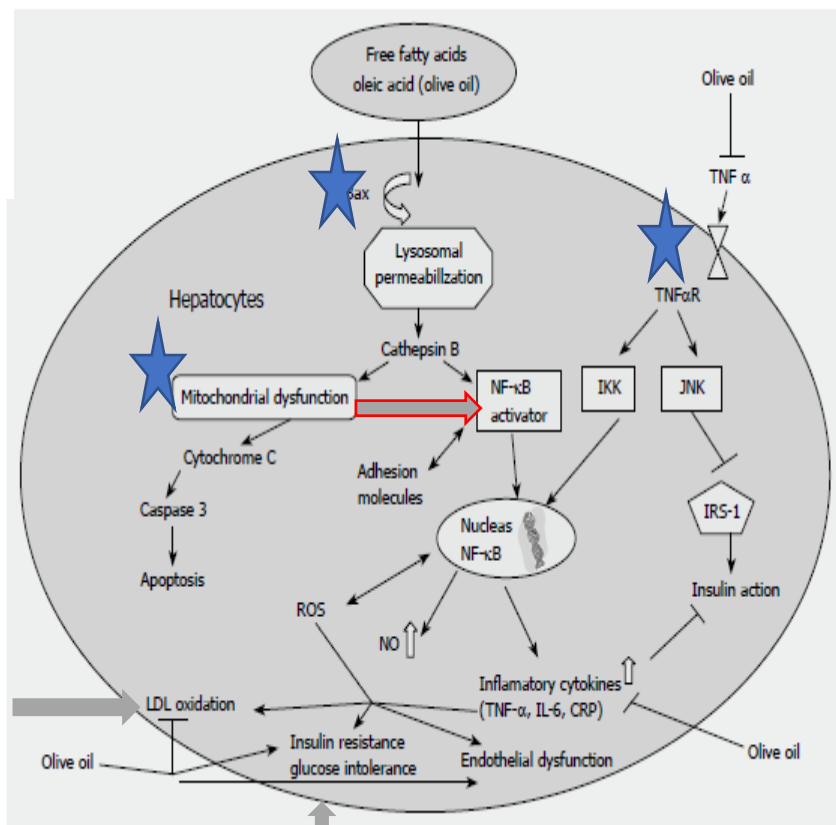 Free fatty acids
oleic acid (olive oil)
Olive oil
TNF α
Lysosomal
permeabillzation
TNFαR
Hepatocytes
Cathepsin B
Mitochondrial dysfunction
NF-κB
activator
IKK
JNK
Cytochrome C
Adhesion
molecules
Caspase 3
IRS-1
Nucleas
NF-κB
Apoptosis
Insulin action
ROS
NO
Inflamatory cytokines
(TNF-α, IL-6, CRP)
LDL oxidation
Insulin resistance
glucose intolerance
Endothelial dysfunction
Olive oil
Olive oil